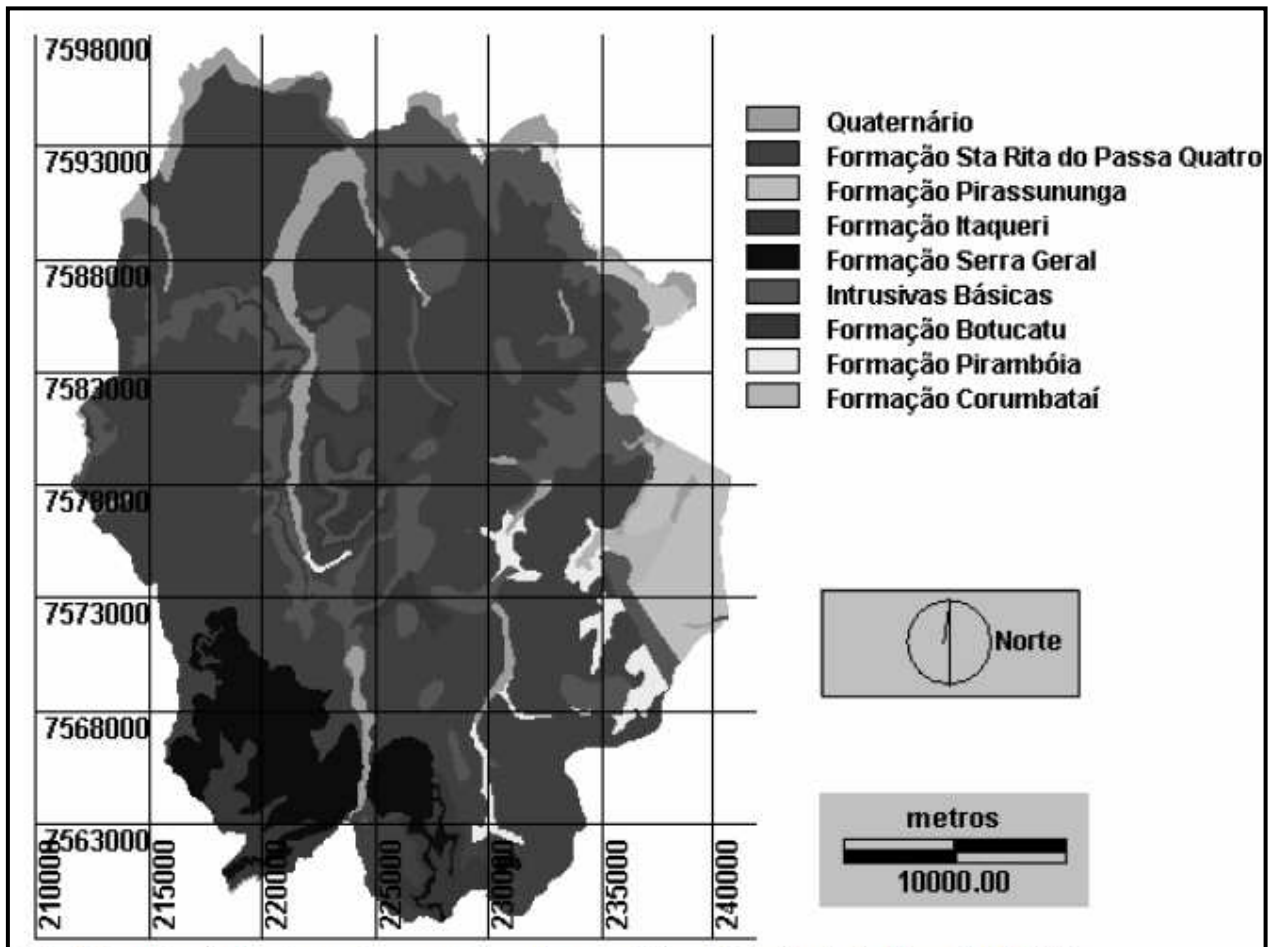 7598000
7593000
7588000
7583000
7578000
7573000
7568000
7563000
210000
215000
220000
225000
230000
235000
240000
Quaternário
Formação Sta Rita do Passa Quatro
Formação Pirassununga
Formação Itaqueri
Formação Serra Geral
Intrusivas Básicas
Formação Botucatu
Formação Pirambóia
Formação Corumbataí
Norte
metros
10000.00